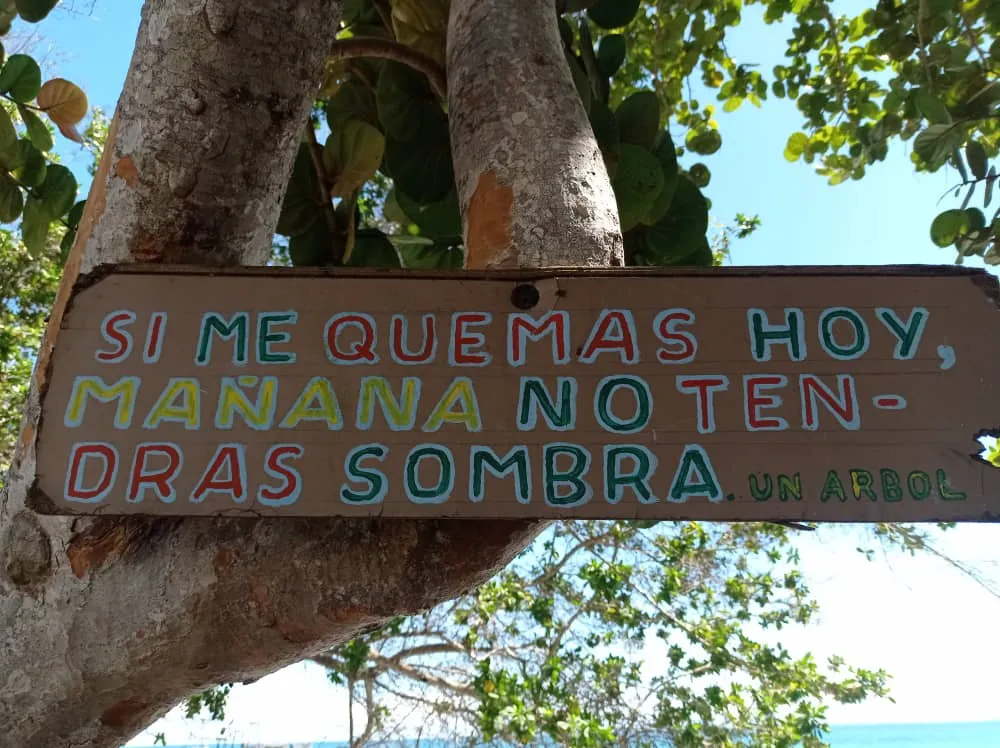 SI ME QUEMAS HOY,
MAÑANA NO TEN-
DRAS SOMBRA. UN ARBOL